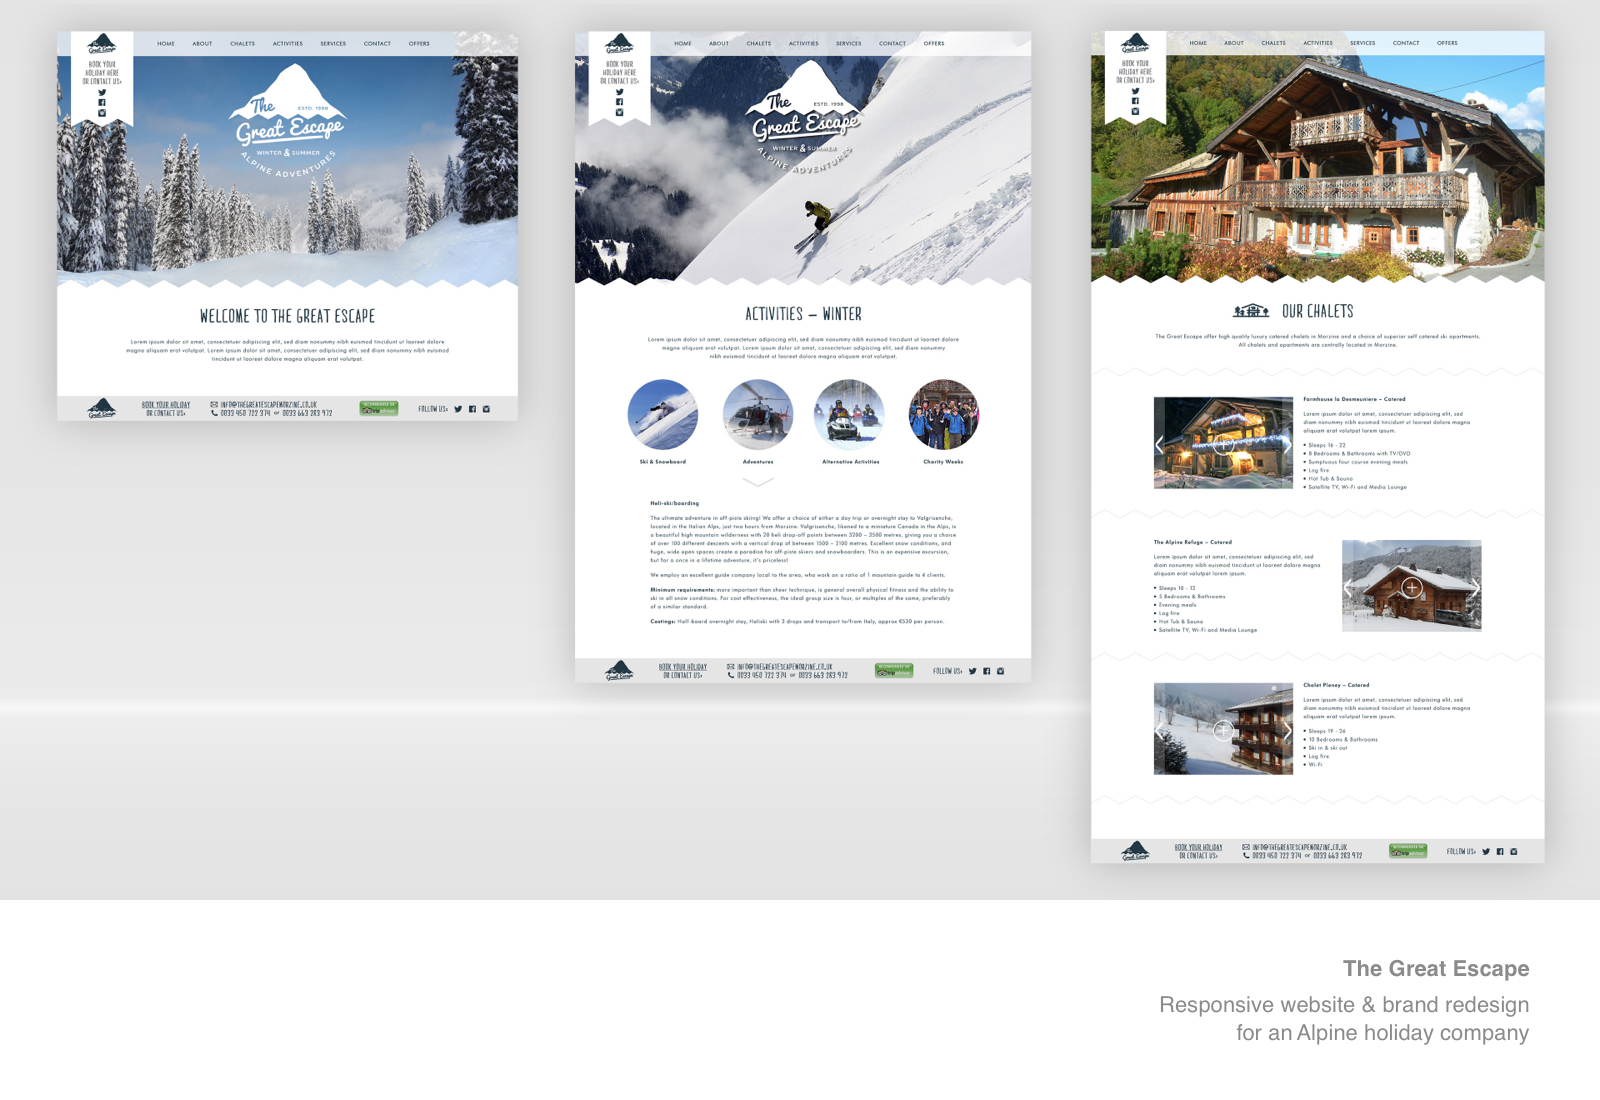 Great Escape
BOOK YOUR
HOLIDAY HERE
OR CONTACT US>
HOME ABOUT CHALETS ACTIVITIES SERVICES CONTACT OFFERS
The
ESTD. 1998
Great Escape
WINTER & SUMMER
ALPINE ADVENTURES
WELCOME TO THE GREAT ESCAPE
Lorem ipsum dolor sit amet, consectetuer adipiscing elit, sed diam nonummy nibh euismod tincidunt ut laoreet dolore
magna aliquam erat volutpat. Lorem ipsum dolor sit amet, consectetuer adipiscing elit, sed diam nonummy nibh euismod
tincidunt ut laoreet dolore magna aliquam erat volutpat.
Great Escape
BOOK YOUR HOLIDAY
OR CONTACT US>
INFO@THEGREATESCAPEMORZINE.CO.UK
0033 450 722 374 or 0033 663 283 972
RECOMMENDED ON
tripadvisor
FOLLOW US>
Great Escape
BOOK YOUR
HOLIDAY HERE
OR CONTACT US>
HOME ABOUT CHALETS ACTIVITIES SERVICES CONTACT OFFERS
The
ESTD. 1998
Great Escape
WINTER & SUMMER
ALPINE ADVENTURES
ACTIVITIES – WINTER
Lorem ipsum dolor sit amet, consectetuer adipiscing elit, sed diam nonummy nibh euismod tincidunt ut laoreet dolore
magna aliquam erat volutpat. Lorem ipsum dolor sit amet, consectetuer adipiscing elit, sed diam nonummy
nibh euismod tincidunt ut laoreet dolore magna aliquam erat volutpat.
Ski & Snowboard Adventures Alternative Activities Charity Weeks
Heli-ski/boarding
The ultimate adventure in off-piste skiing! We offer a choice of either a day trip or overnight stay to Valgrisenche,
located in the Italian Alps, just two hours from Morzine. Valgrisenche, likened to a miniature Canada in the Alps, is
a beautiful high mountain wilderness with 28 heli drop-off points between 3200 – 3500 metres, giving you a choice
of over 100 different descents with a vertical drop of between 1500 – 2100 metres. Excellent snow conditions, and
huge, wide open spaces create a paradise for off-piste skiers and snowboarders. This is an expensive excursion,
but for a once in a lifetime adventure, it's priceless!
We employ an excellent guide company local to the area, who work on a ratio of 1 mountain guide to 4 clients.
Minimum requirements: more important than sheer technique, is general overall physical fitness and the ability to
ski in all snow conditions. For cost effectiveness, the ideal group size is four, or multiples of the same, preferably
of a similar standard.
Costings: Half-board overnight stay, Heliski with 3 drops and transport to/from Italy, approx €530 per person.
Great Escape
BOOK YOUR HOLIDAY
OR CONTACT US>
INFO@THEGREATESCAPEMORZINE.CO.UK
0033 450 722 374 or 0033 663 283 972
RECOMMENDED ON
tripadvisor
FOLLOW US>
Great Escape
BOOK YOUR
HOLIDAY HERE
OR CONTACT US>
HOME ABOUT CHALETS ACTIVITIES SERVICES CONTACT OFFERS
OUR CHALETS
The Great Escape offer high quality luxury catered chalets in Morzine and a choice of superior self catered ski apartments.
All chalets and apartments are centrally located in Morzine.
Farmhouse la Desmeuniere – Catered
Lorem ipsum dolor sit amet, consectetuer adipiscing elit, sed
diam nonummy nibh euismod tincidunt ut laoreet dolore magna
aliquam erat volutpat lorem ipsum.
• Sleeps 16 - 22
• 8 Bedrooms & Bathrooms with TV/DVD
• Sumptuous four course evening meals
• Log fire
• Hot Tub & Sauna
• Satellite TV, Wi-Fi and Media Lounge
The Alpine Refuge – Catered
Lorem ipsum dolor sit amet, consectetuer adipiscing elit, sed
diam nonummy nibh euismod tincidunt ut laoreet dolore magna
aliquam erat volutpat lorem ipsum.
• Sleeps 10 - 12
• 5 Bedrooms & Bathrooms
• Evening meals
• Log fire
• Hot Tub & Sauna
• Satellite TV, Wi-Fi and Media Lounge
Chalet Planey – Catered
Lorem ipsum dolor sit amet, consectetuer adipiscing elit, sed
diam nonummy nibh euismod tincidunt ut laoreet dolore magna
aliquam erat volutpat lorem ipsum.
• Sleeps 19 - 26
• 10 Bedrooms & Bathrooms
• Ski in & ski out
• Log fire
• Wi-Fi
Great Escape
BOOK YOUR HOLIDAY
OR CONTACT US>
INFO@THEGREATESCAPEMORZINE.CO.UK
0033 450 722 374 or 0033 663 283 972
RECOMMENDED ON
tripadvisor
FOLLOW US>
The Great Escape
Responsive website & brand redesign
for an Alpine holiday company